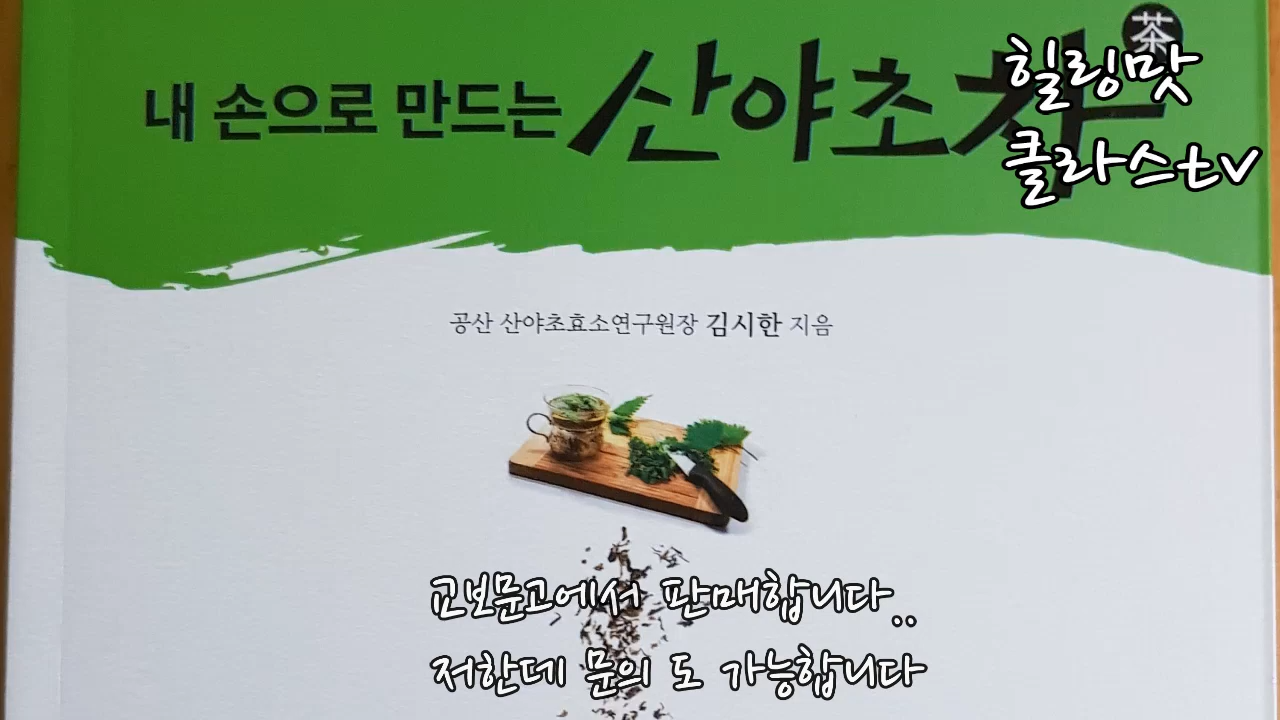 내 손으로 만드는 산야초차 茶
힐링맛
클라스tv
공산 산야초효소연구원장 김시한 지음
교보문고에서 판매합니다..
저한데 문의 도 가능합니다